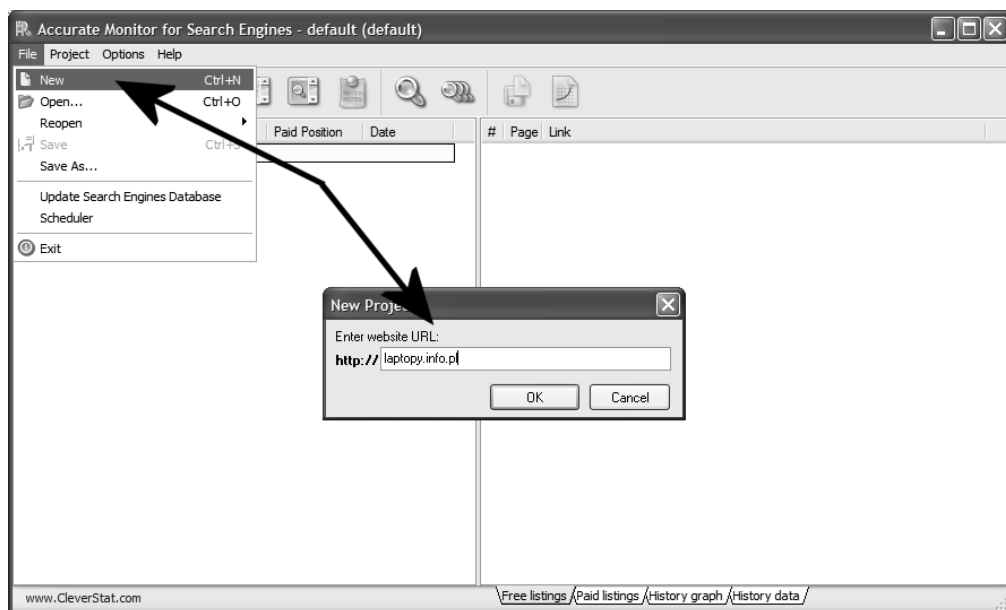 Accurate Monitor for Search Engines - default (default)
File Project Options Help
New Ctrl+N
Open... Ctrl+O
Reopen
Save
Save As...
Update Search Engines Database
Scheduler
Exit
Paid Position Date
# Page Link
New
Enter website URL:
http:// laptopy.info.pl
OK Cancel
www.CleverStat.com
Free listings Paid listings History graph History data